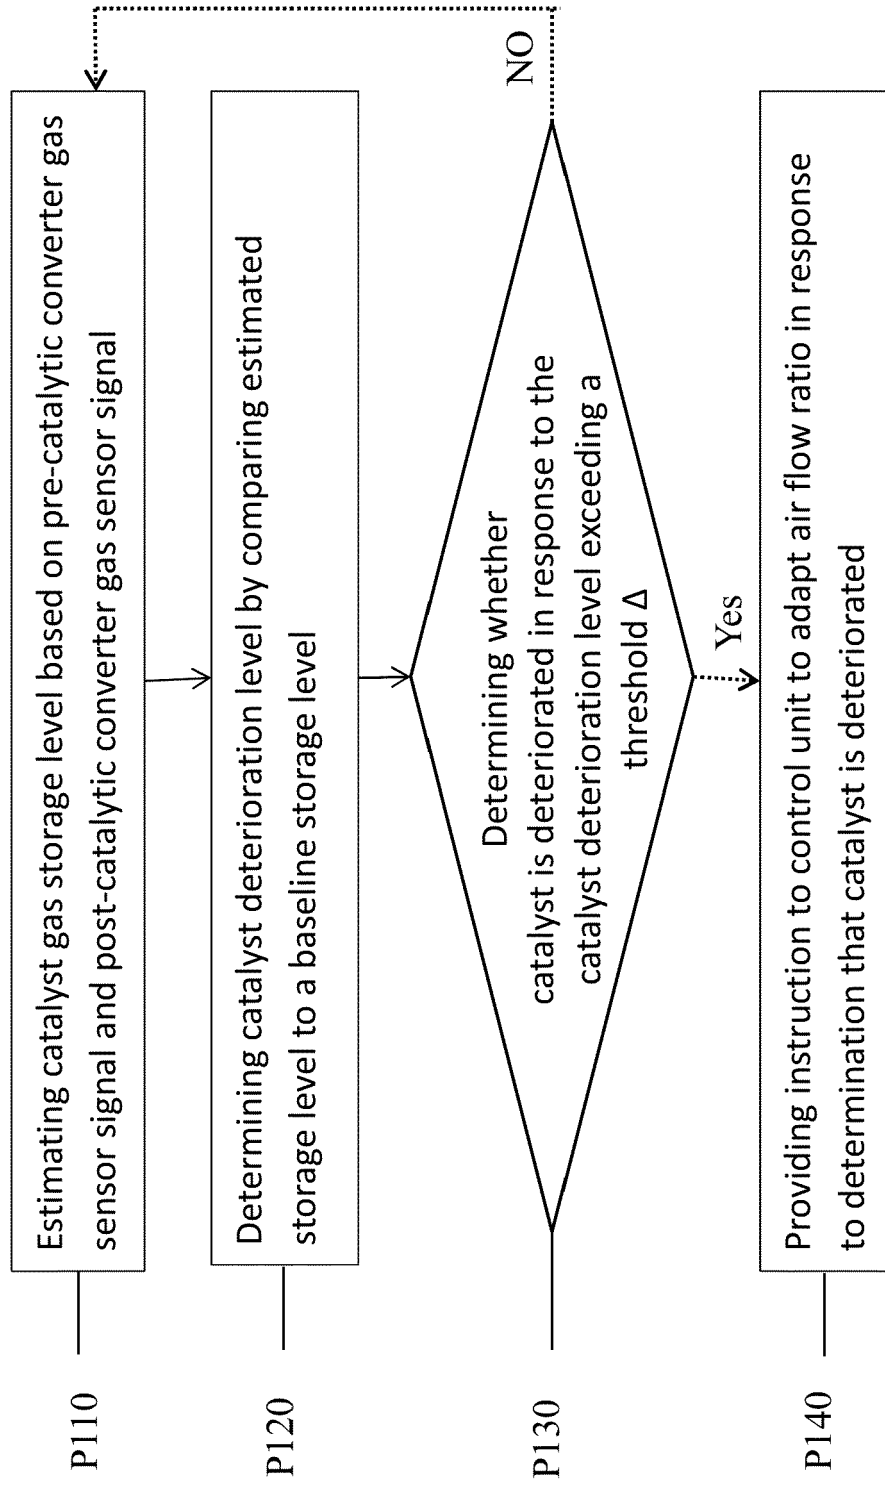 P110
Estimating catalyst gas storage level based on pre-catalytic converter gas
sensor signal and post-catalytic converter gas sensor signal
P120
Determining catalyst deterioration level by comparing estimated
storage level to a baseline storage level
P130
Determining whether
catalyst is deteriorated in response to the
catalyst deterioration level exceeding a
threshold Δ
NO
Yes
P140
Providing instruction to control unit to adapt air flow ratio in response
to determination that catalyst is deteriorated